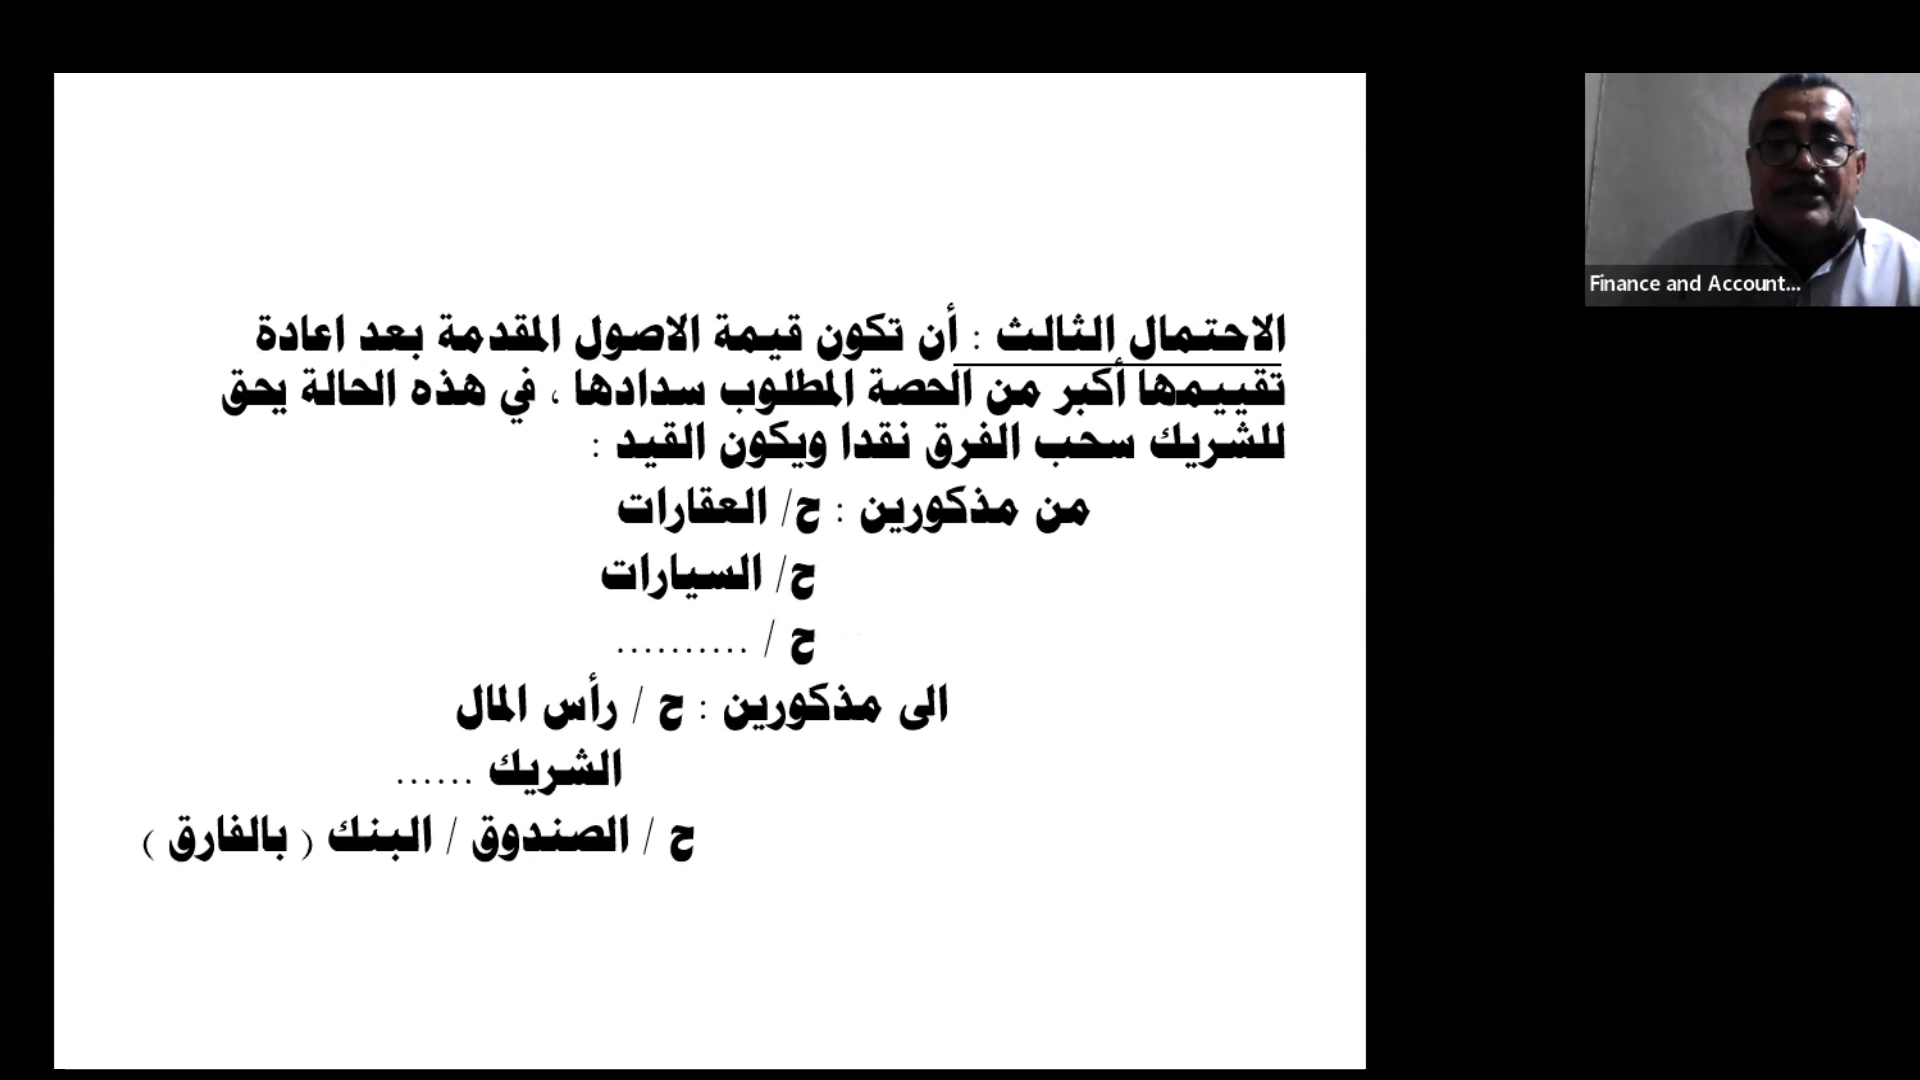 الاحتمال الثالث : أن تكون قيمة الاصول المقدمة بعد اعادة
تقييمها أكبر من الحصة المطلوب سدادها ، في هذه الحالة يحق
للشريك سحب الفرق نقدا ويكون القيد :
من مذكورين : ح/ العقارات
ح/ السيارات
ح / ..........
الى مذكورين : ح / رأس المال
الشريك ......
ح / الصندوق / البنك ( بالفارق )
Finance and Account...